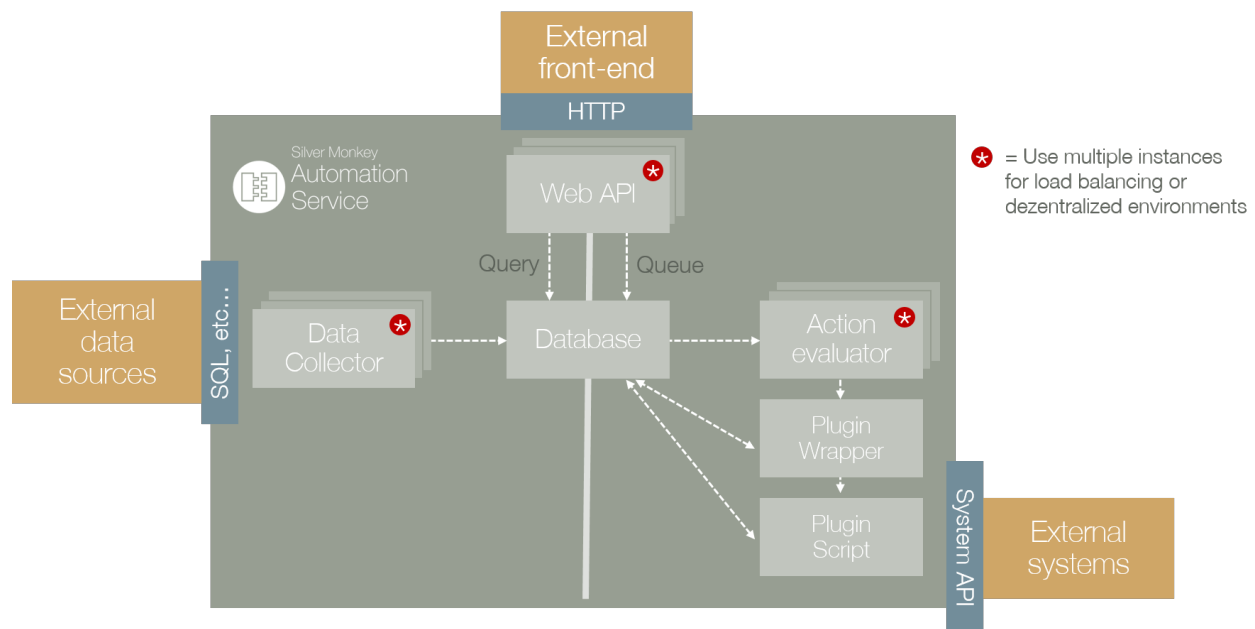 External
front-end
HTTP
Silver Monkey
Automation
Service
Web API
*
* = Use multiple instances
for load balancing or
dezentralized environments
Query
Queue
External
data
sources
SQL, etc...
Data
Collector
*
Database
Action
evaluator
*
Plugin
Wrapper
Plugin
Script
System API
External
systems